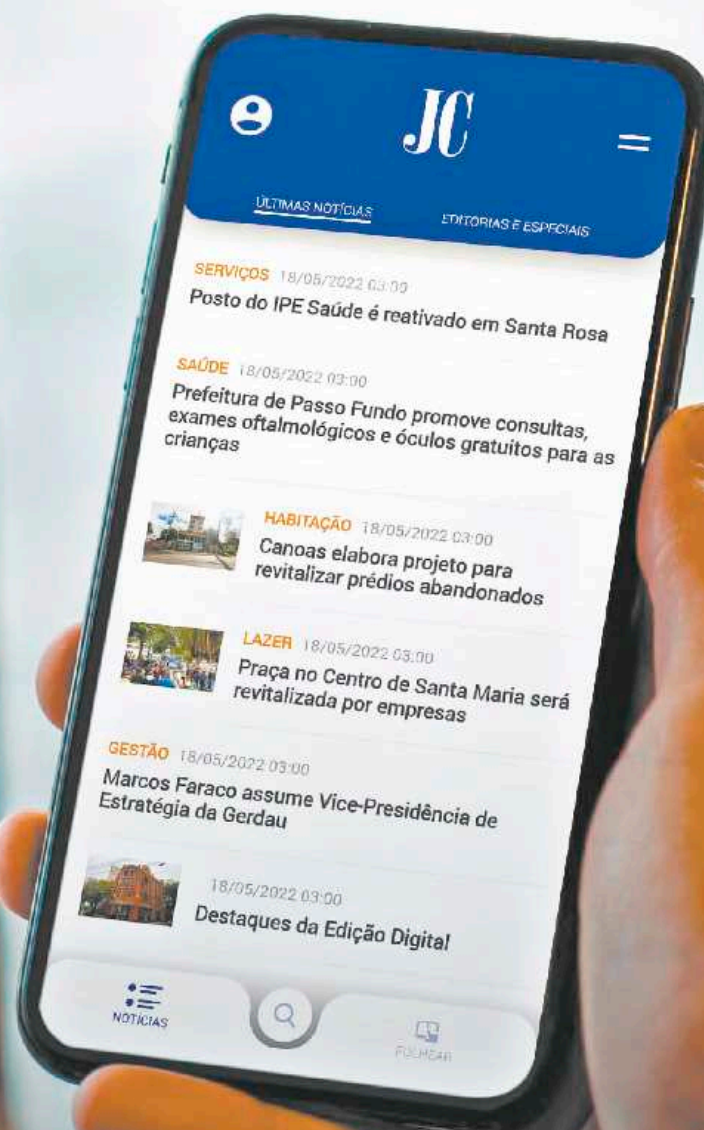 JC
ÚLTIMAS NOTÍCIAS
EDITORIAS E ESPECIAIS
SERVIÇOS 18/05/2022 03:00
Posto do IPE Saúde é reativado em Santa Rosa
SAÚDE 18/05/2022 03:00
Prefeitura de Passo Fundo promove consultas,
exames oftalmológicos e óculos gratuitos para as
crianças
HABITAÇÃO 18/05/2022 03:00
Canoas elabora projeto para
revitalizar prédios abandonados
LAZER 18/05/2022 03:00
Praça no Centro de Santa Maria será
revitalizada por empresas
GESTÃO 18/05/2022 03:00
Marcos Faraco assume Vice-Presidência de
Estratégia da Gerdau
18/05/2022 03:00
Destaques da Edição Digital
NOTÍCIAS
FOLHEAR